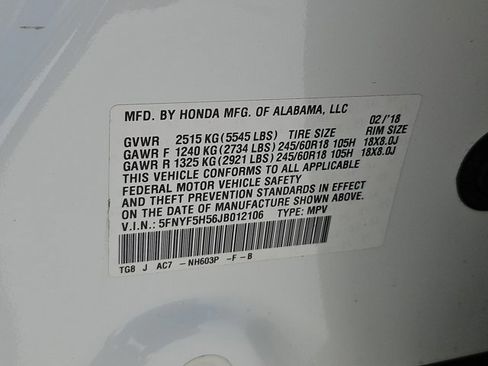 MFD. BY HONDA MFG. OF ALABAMA, LLC
02/'18
GVWR 2515 KG (5545 LBS) TIRE SIZE RIM SIZE
GAWR F 1240 KG (2734 LBS) 245/60R18 105H 18X8.0J
GAWR R 1325 KG (2921 LBS) 245/60R18 105H 18X8.0J
THIS VEHICLE CONFORMS TO ALL APPLICABLE
FEDERAL MOTOR VEHICLE SAFETY
AND THEFT PREVENTION STANDARDS IN EFFECT
ON THE DATE OF MANUFACTURE SHOWN ABOVE.
V.I.N.: 5FNYF5H56JB012106 TYPE: MPV
TG8 J AC7 -NH603P -F -B